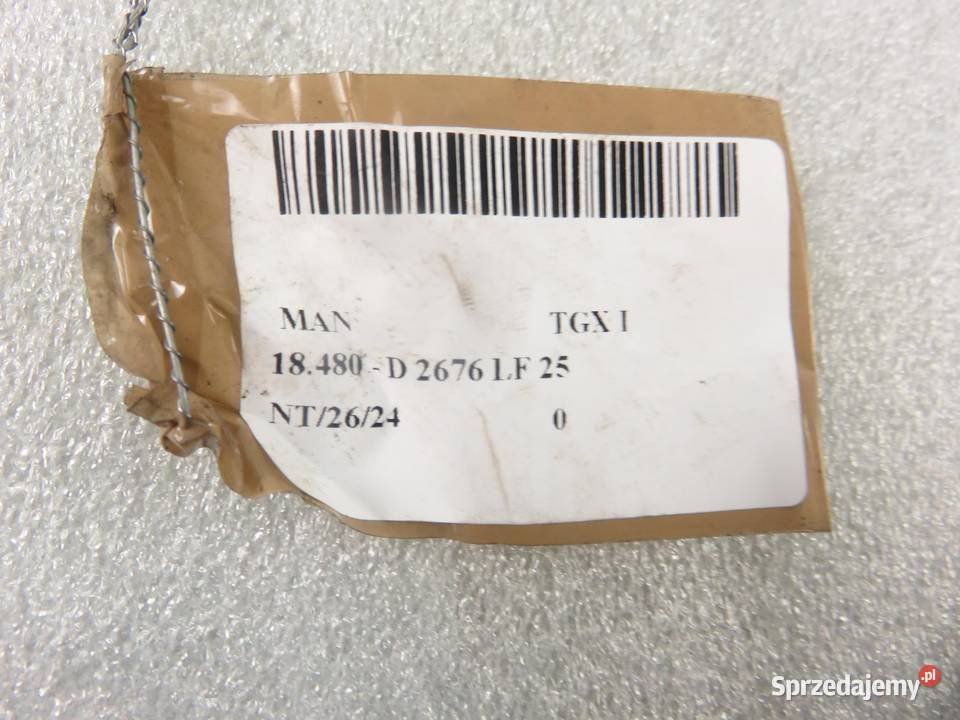 MAN TGX I
18.480 - D 2676 LF 25
NT/26/24 0
Sprzedajemy.pl